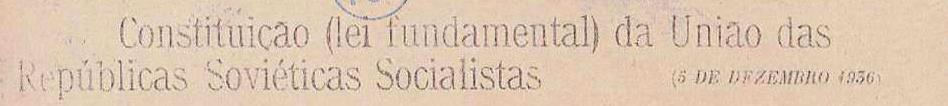 Constituição (lei fundamental) da União das
Repúblicas Soviéticas Socialistas (5 DE DEZEMBRO 1936)